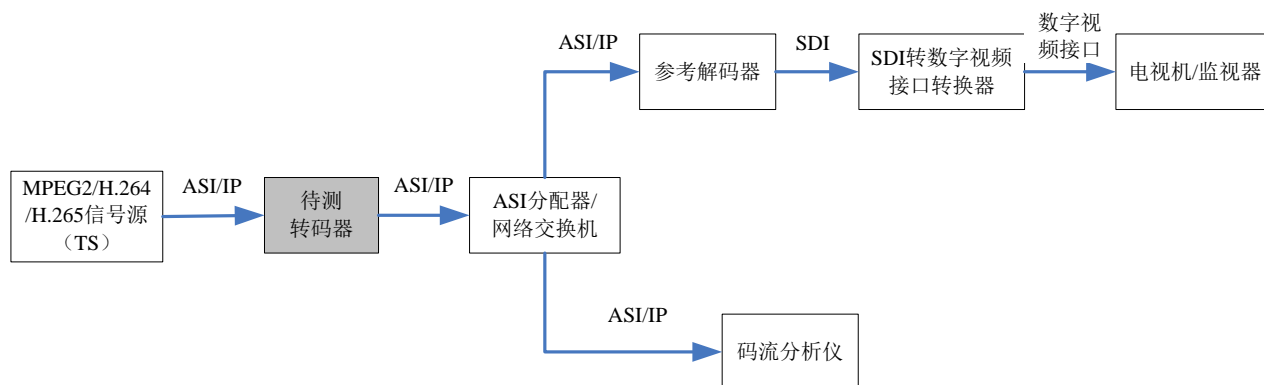 ASI/IP
参考解码器
SDI
SDI转数字视频
接口转换器
数字视
频接口
电视机/监视器
MPEG2/H.264
/H.265信号源
（TS）
ASI/IP
待测
转码器
ASI/IP
ASI分配器/
网络交换机
ASI/IP
码流分析仪